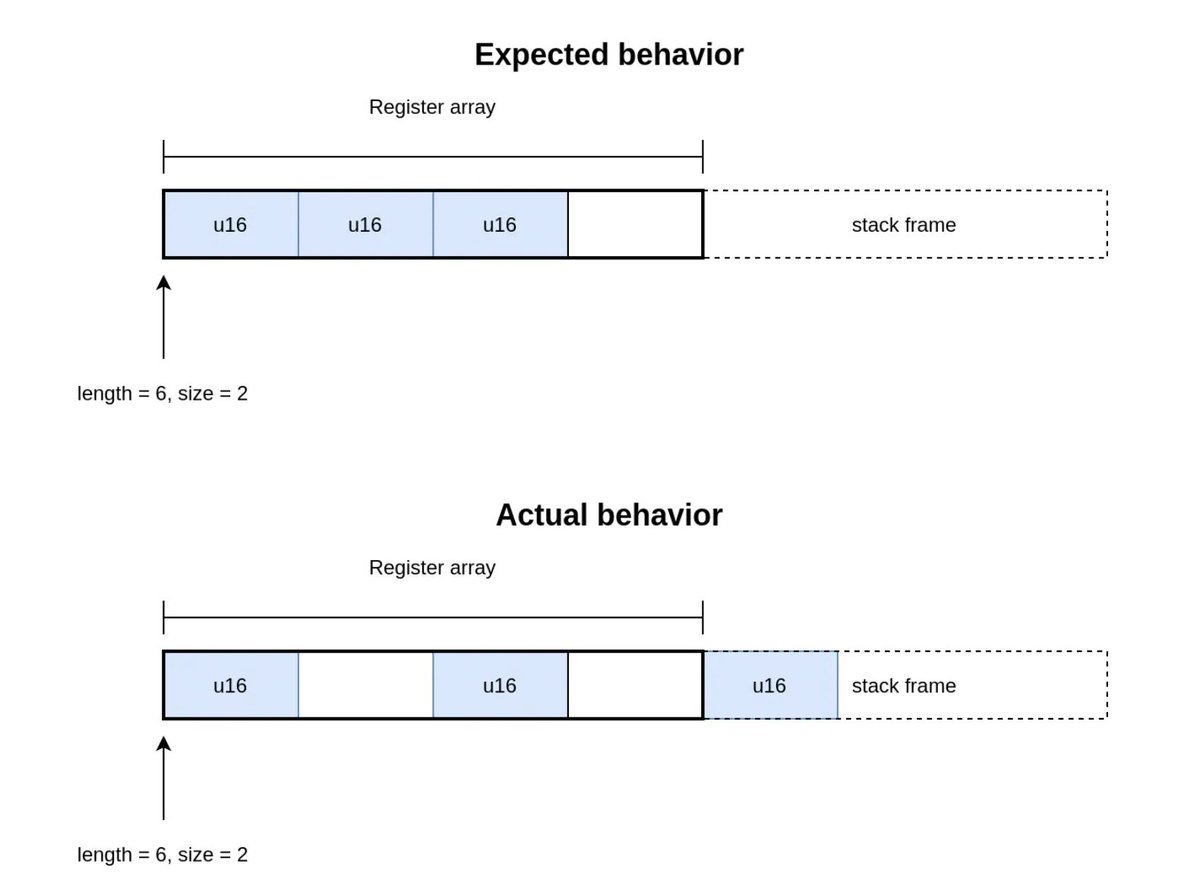 Expected behavior
Register array
u16 u16 u16 stack frame
length = 6, size = 2
Actual behavior
Register array
u16 u16 u16 stack frame
length = 6, size = 2